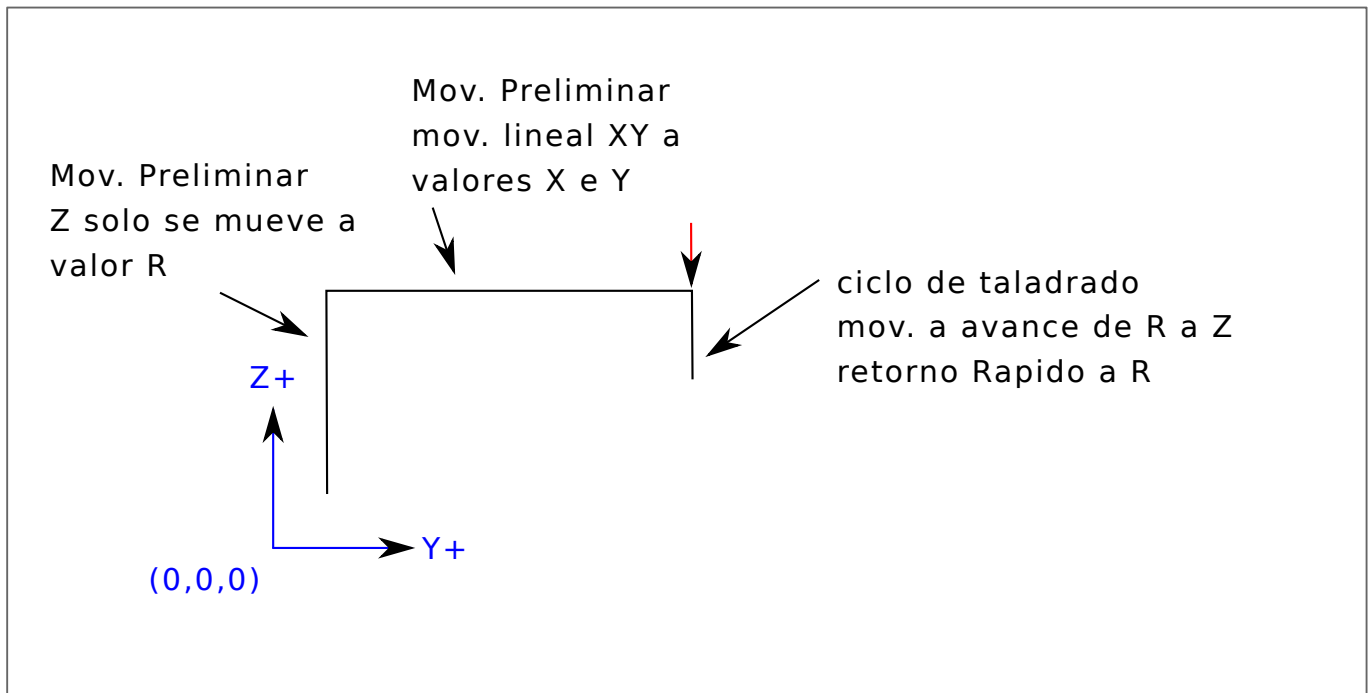 Mov. Preliminar
mov. lineal XY a
valores X e Y
Mov. Preliminar
Z solo se mueve a
valor R
ciclo de taladrado
mov. a avance de R a Z
retorno Rapido a R
Z+
Y+
(0,0,0)